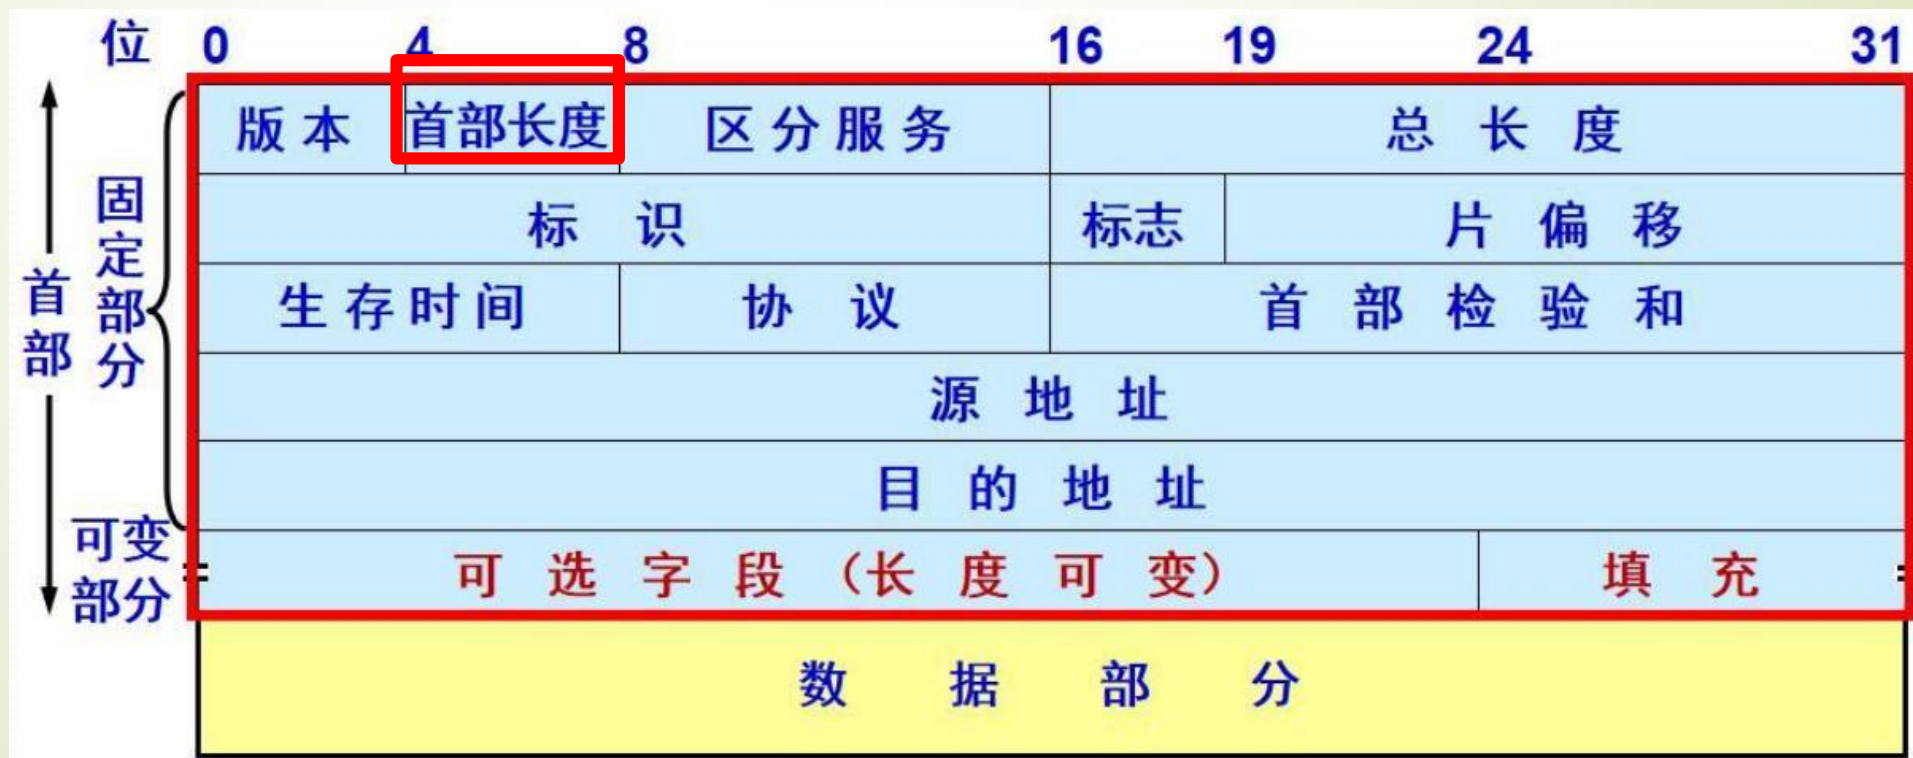 位 0 4 8 16 19 24 31
版本 首部长度 区分服务 总长度
标识 标志 片偏移
生存时间 协议 首部检验和
源地址
目的地址
可选字段（长度可变） 填充
数据部分
首部
固定部分
可变
部分